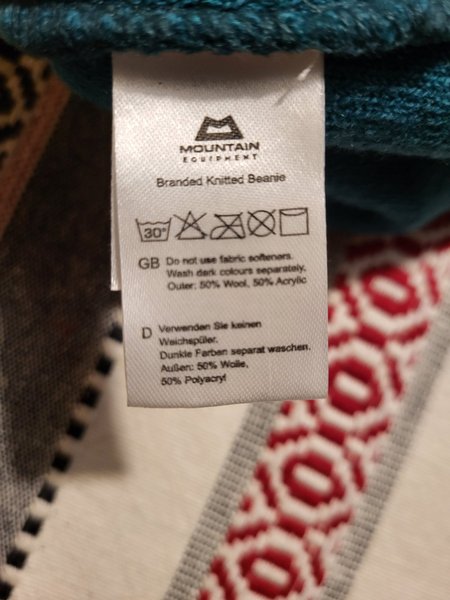 MOUNTAIN
EQUIPMENT
Branded Knitted Beanie
30°
GB Do not use fabric softeners.
Wash dark colours separately.
Outer: 50% Wool, 50% Acrylic
D Verwenden Sie keinen
Weichspüler.
Dunkle Farben separat waschen.
Außen: 50% Wolle,
50% Polyacryl